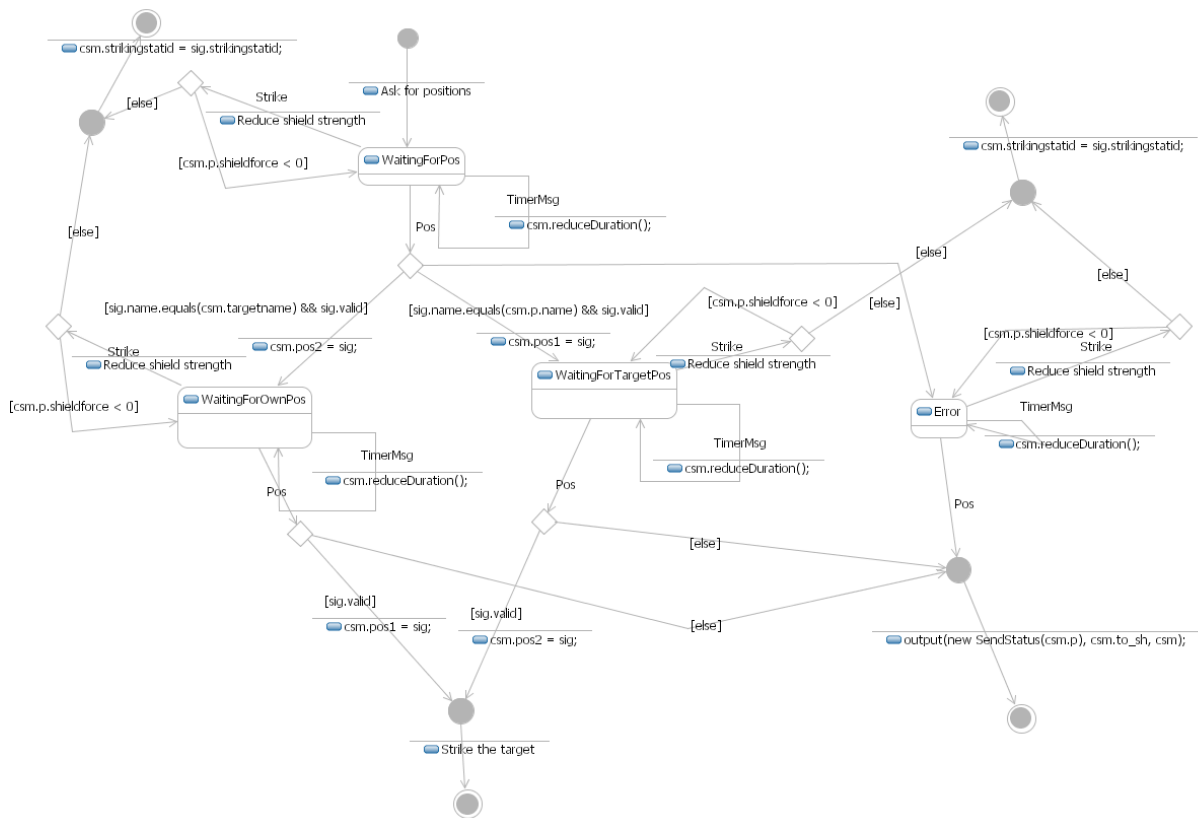 csm.strikingstatid = sig.strikingstatid;
Ask for positions
Strike
[else]
Reduce shield strength
csm.strikingstatid = sig.strikingstatid;
[csm.p.shieldforce < 0]
WaitingForPos
TimerMsg
csm.reduceDuration();
Pos
[else]
[else]
[else]
[sig.name.equals(csm.targetname) && sig.valid]
[sig.name.equals(csm.p.name) && sig.valid]
[csm.p.shieldforce < 0]
[else]
[csm.p.shieldforce < 0]
csm.pos2 = sig;
csm.pos1 = sig;
Strike
Strike
Strike
Reduce shield strength
Reduce shield strength
Reduce shield strength
WaitingForOwnPos
WaitingForTargetPos
[csm.p.shieldforce < 0]
Error
TimerMsg
csm.reduceDuration();
TimerMsg
csm.reduceDuration();
TimerMsg
csm.reduceDuration();
Pos
Pos
Pos
[else]
[sig.valid]
csm.pos1 = sig;
[sig.valid]
csm.pos2 = sig;
[else]
output(new SendStatus(csm.p), csm.to_sh, csm);
Strike the target